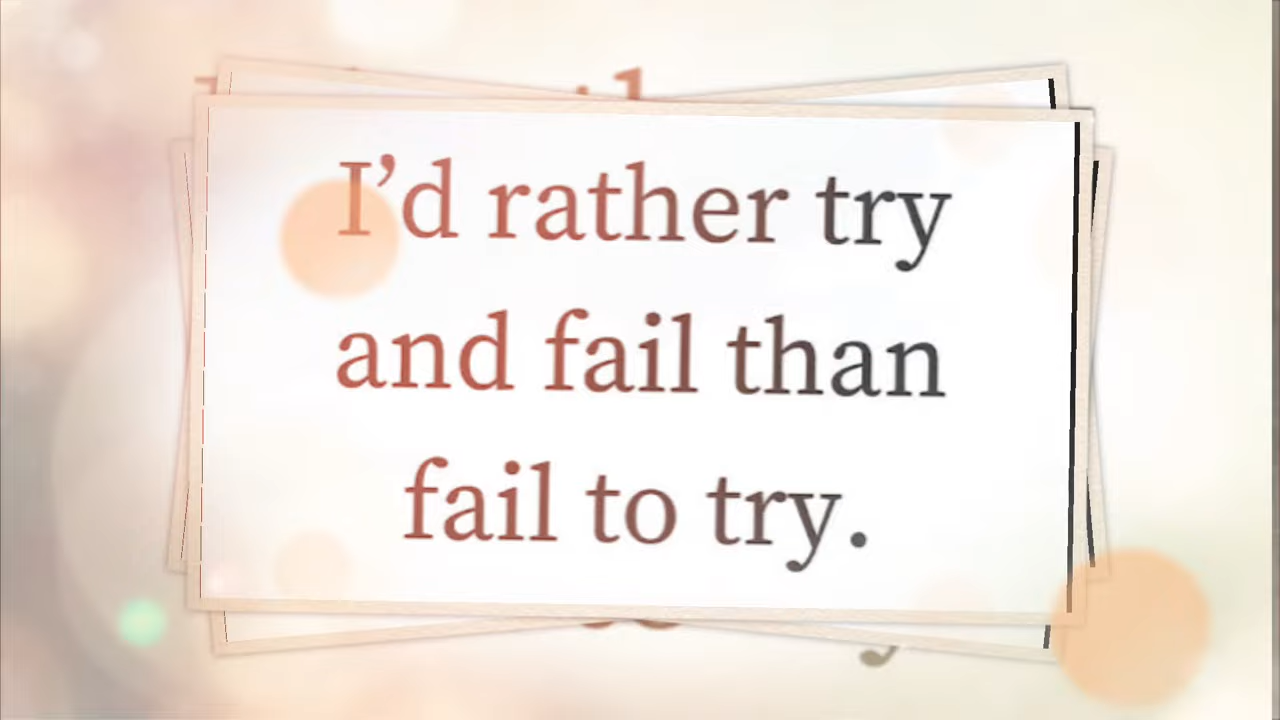 I’d rather try
and fail than
fail to try.